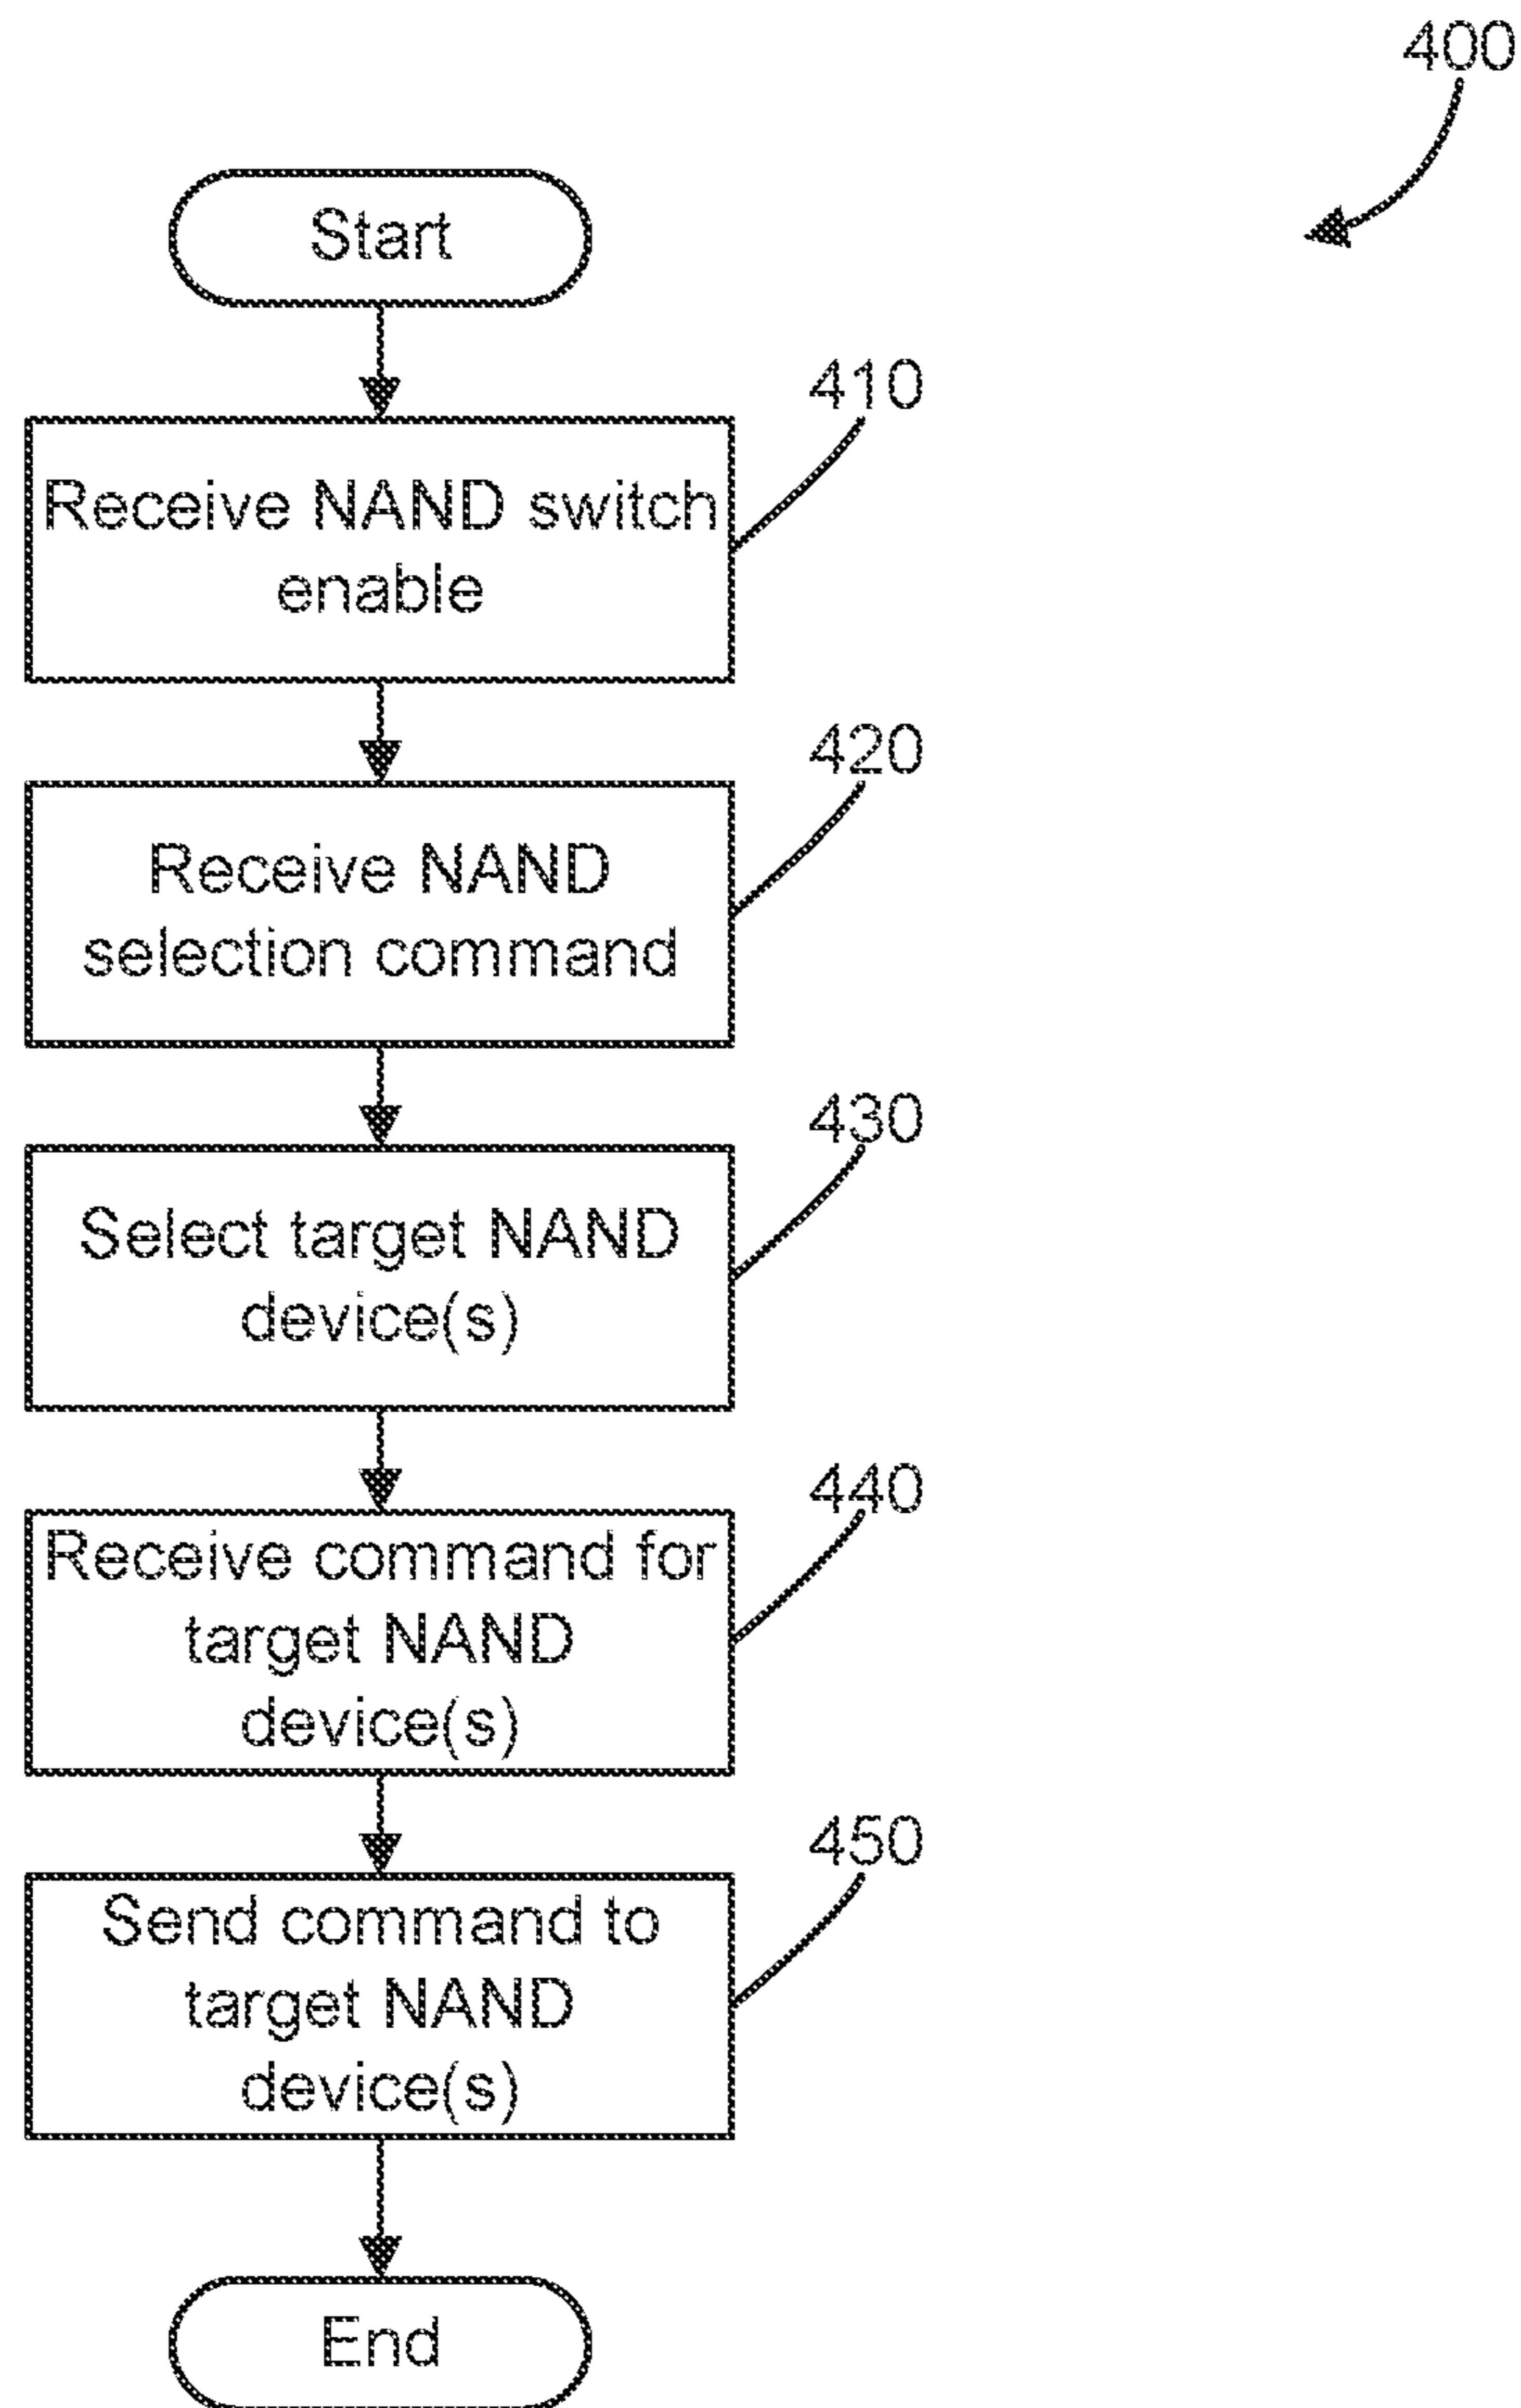 400
Start
410
Receive NAND switch
enable
420
Receive NAND
selection command
430
Select target NAND
device(s)
440
Receive command for
target NAND
device(s)
450
Send command to
target NAND
device(s)
End